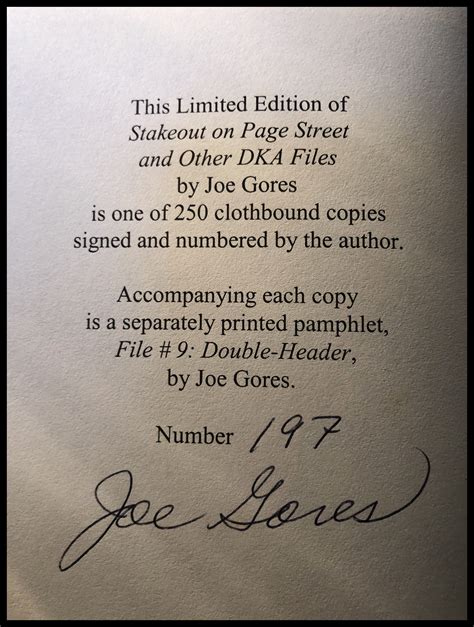 This Limited Edition of
Stakeout on Page Street
and Other DKA Files
by Joe Gores
is one of 250 clothbound copies
signed and numbered by the author.
Accompanying each copy
is a separately printed pamphlet,
File # 9: Double-Header,
by Joe Gores.
Number 197
Joe Gores